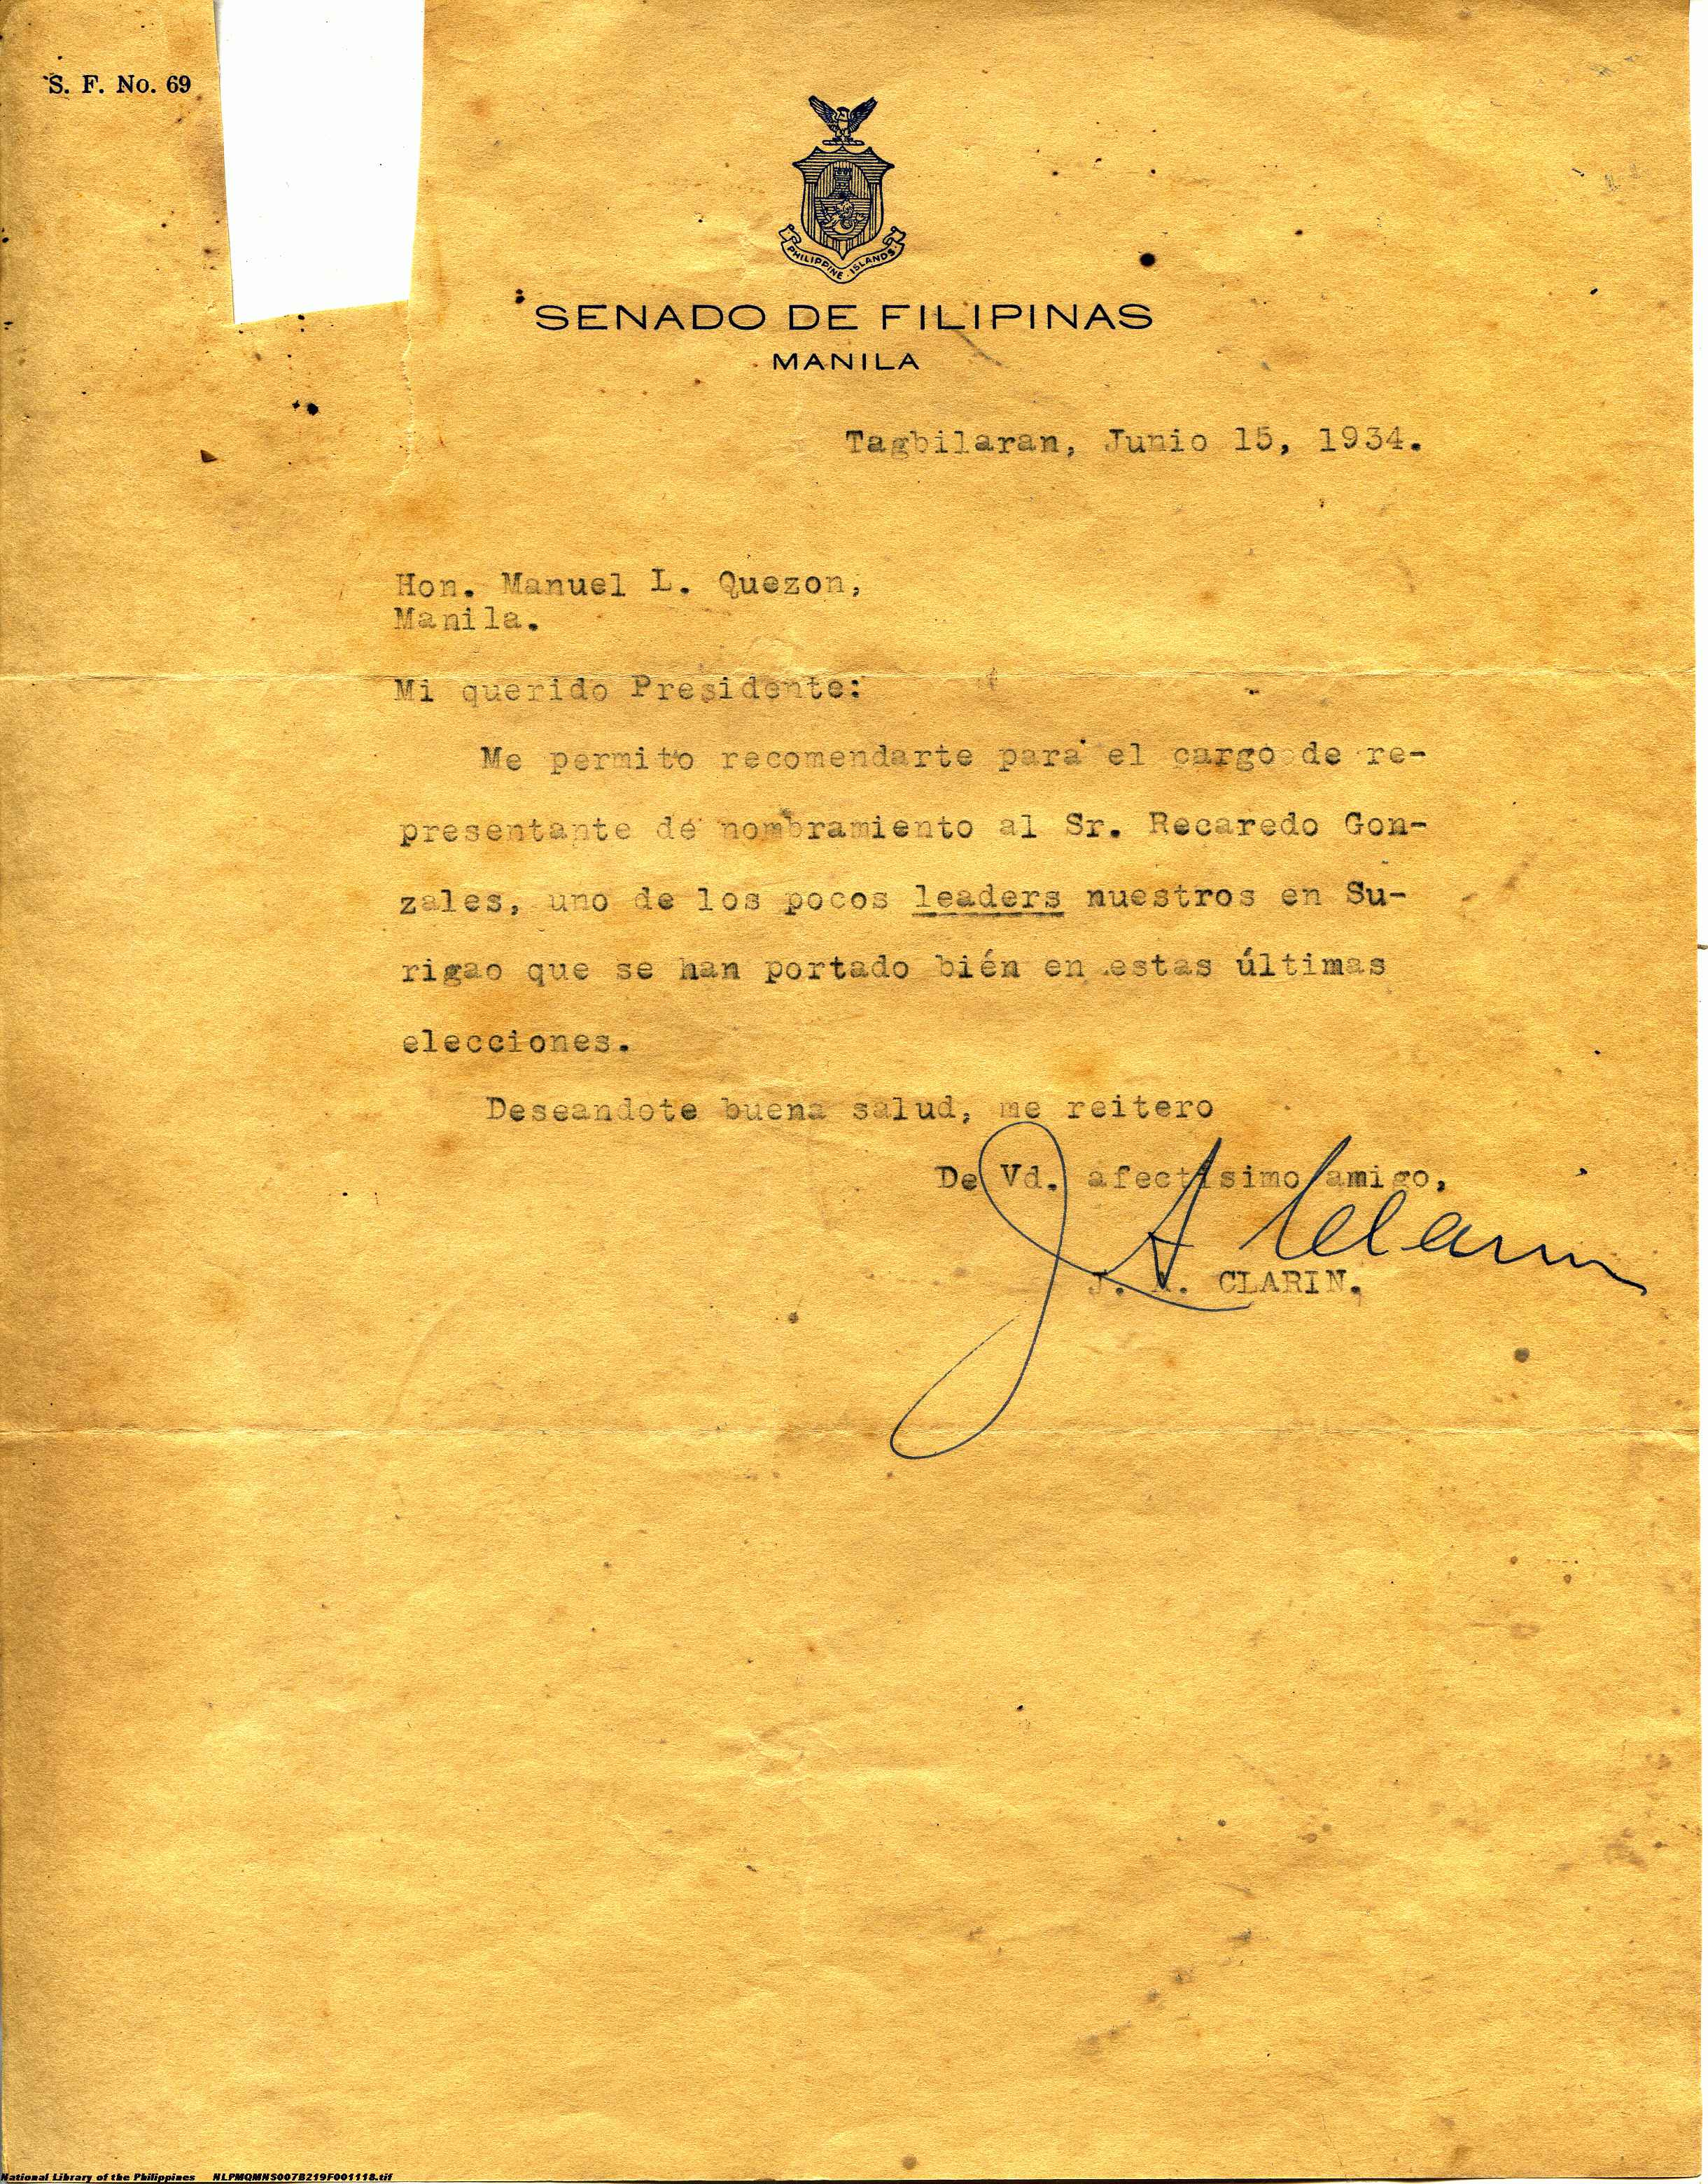 S. F. No. 69
PHILIPPINE ISLANDS
SENADO DE FILIPINAS
MANILA
Tagbilaran, Junio 15, 1934.
Hon. Manuel L. Quezon,
Manila.
Mi querido Presidente:
Me permito recomendarte para el cargo de re-
presentante de nombramiento al Sr. Recaredo Gon-
zales, uno de los pocos leaders nuestros en Su-
rigao que se han portado bién en estas últimas
elecciones.
Deseandote buena salud, me reitero
De Vd. afectísimo amigo,
J A Clarin
J. A. CLARIN.
National Library of the Philippines NLPMQMNS007B219F001118.tif